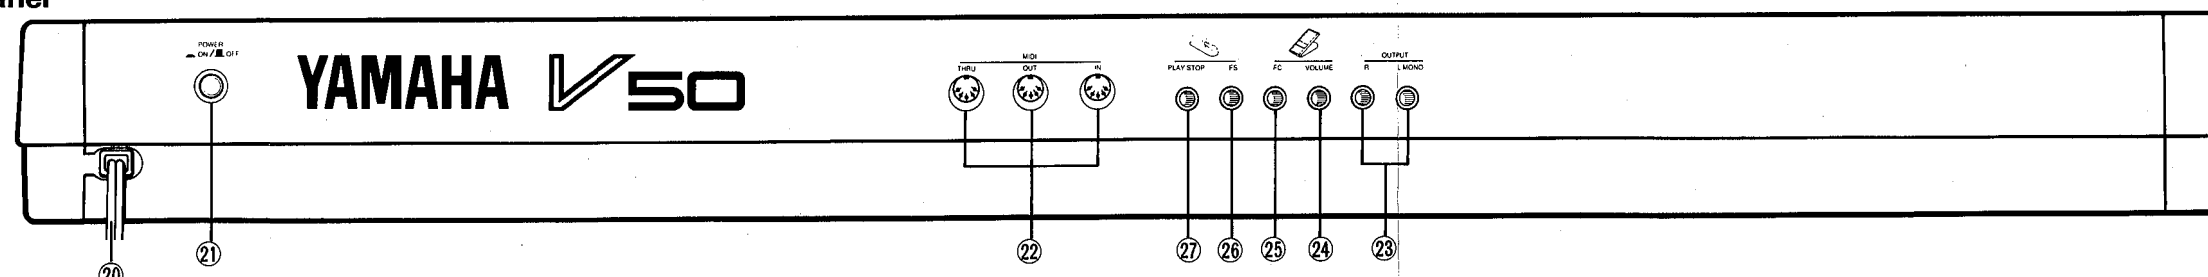 POWER
ON / OFF
YAMAHA V50
MIDI
THRU OUT IN
PLAY STOP FS
FC VOLUME
OUTPUT
R L MONO
20
21
22
27
26
25
24
23